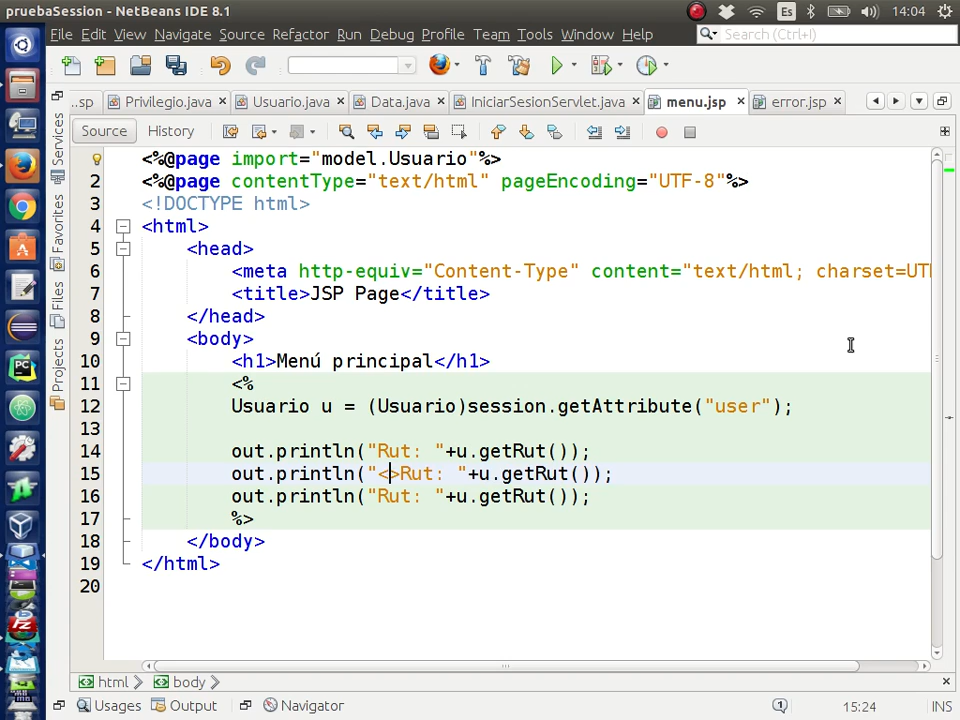 pruebaSession - NetBeans IDE 8.1
Es
14:04
File Edit View Navigate Source Refactor Run Debug Profile Team Tools Window Help
Search (Ctrl+I)
...sp
Privilegio.java
Usuario.java
Data.java
IniciarSesionServlet.java
menu.jsp
error.jsp
Source History
Services
Favorites
Files
Projects
<%@page import="model.Usuario"%>
2 <%@page contentType="text/html" pageEncoding="UTF-8"%>
3 <!DOCTYPE html>
4 <html>
5 <head>
6 <meta http-equiv="Content-Type" content="text/html; charset=UT
7 <title>JSP Page</title>
8 </head>
9 <body>
10 <h1>Menú principal</h1>
11 <%
12 Usuario u = (Usuario)session.getAttribute("user");
13
14 out.println("Rut: "+u.getRut());
15 out.println("<>Rut: "+u.getRut());
16 out.println("Rut: "+u.getRut());
17 %>
18 </body>
19 </html>
20
html body
Usages Output Navigator
1
15:24
INS